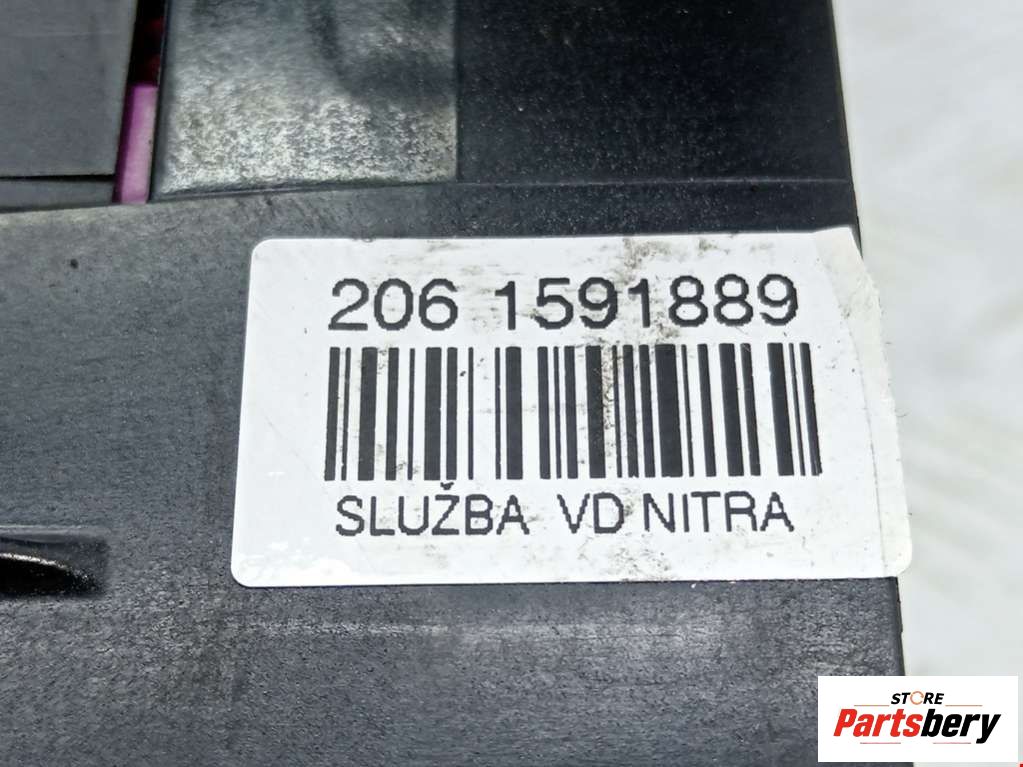 206 1591889
SLUŽBA VD NITRA
STORE
Partsbery